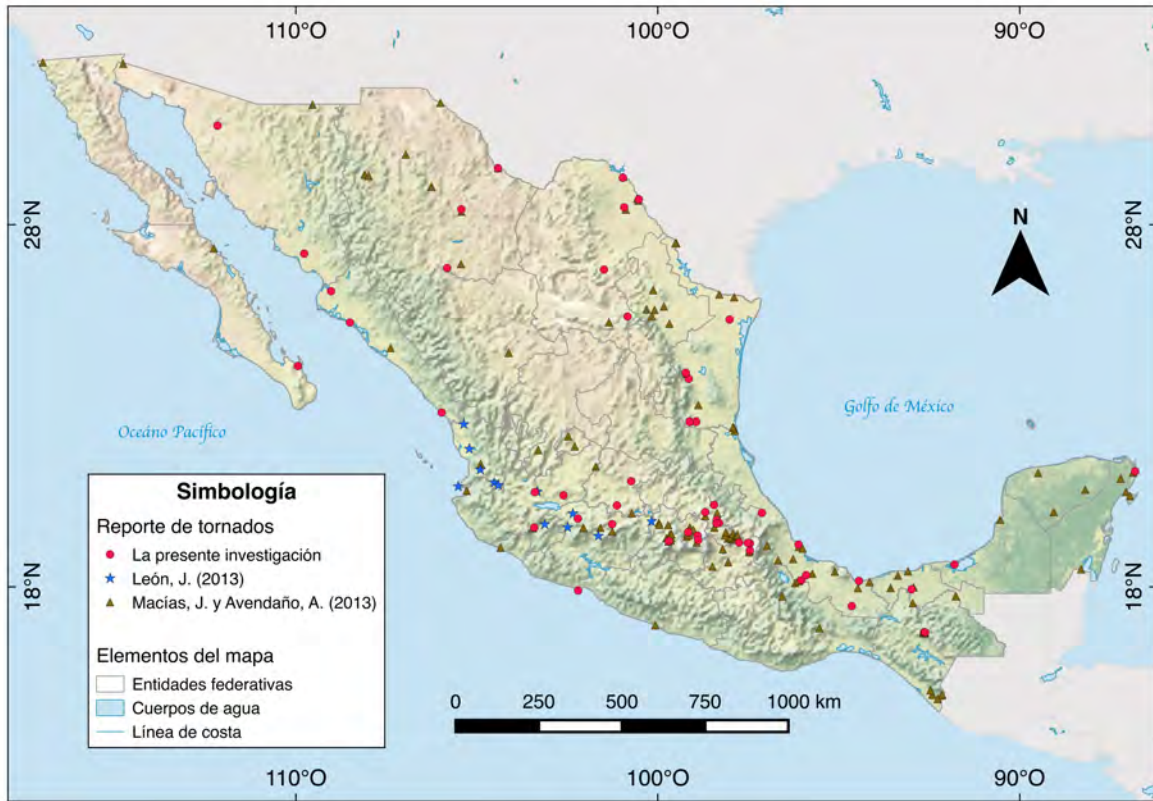 110°O 100°O 90°O
28°N 28°N
N
Golfo de México
Oceáno Pacífico
Simbología
Reporte de tornados
La presente investigación
León, J. (2013)
Macías, J. y Avendaño, A. (2013)
Elementos del mapa
Entidades federativas
Cuerpos de agua
Línea de costa
18°N 18°N
0 250 500 750 1000 km
110°O 100°O 90°O